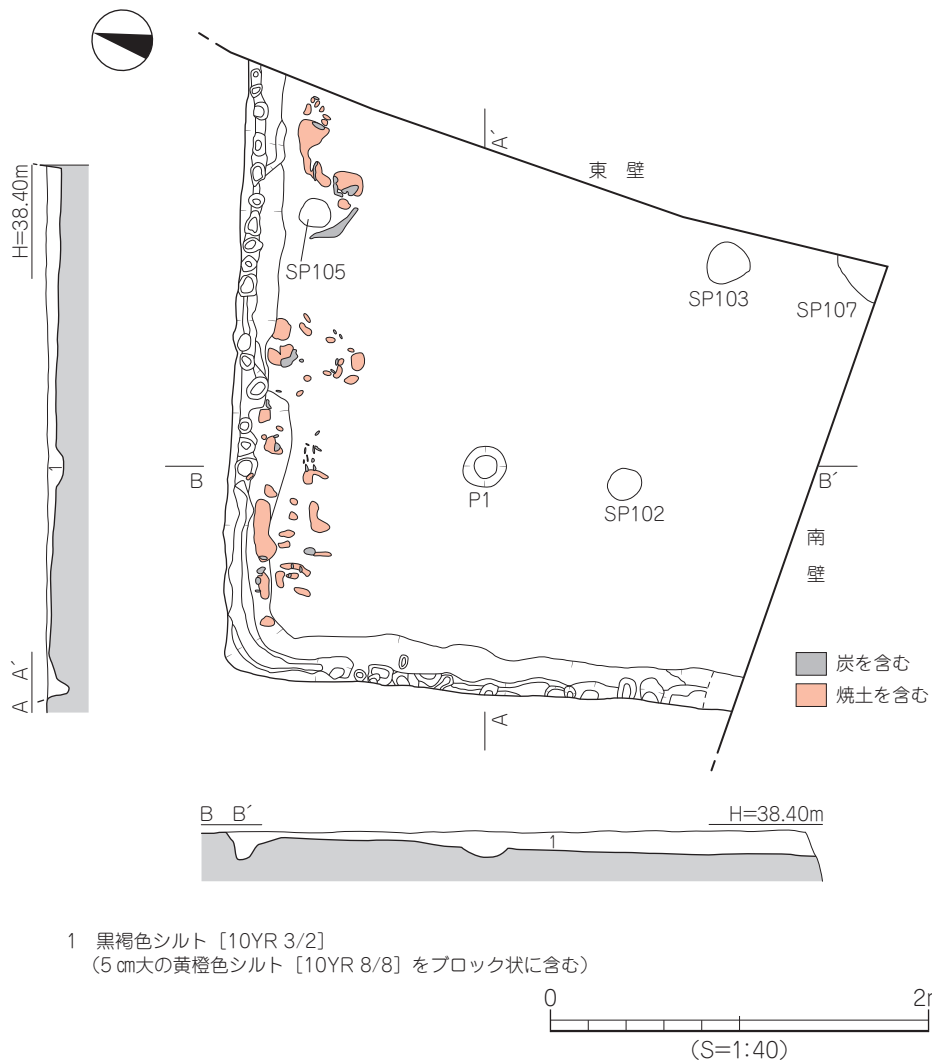 A´
東 壁
H=38.40m
SP105
SP103
SP107
1
B
B´
P1
SP102
南
壁
炭を含む
焼土を含む
A´
A
A
B B´
H=38.40m
1
1 黒褐色シルト［10YR 3/2］
（5㎝大の黄橙色シルト［10YR 8/8］をブロック状に含む）
0
(S=1:40)